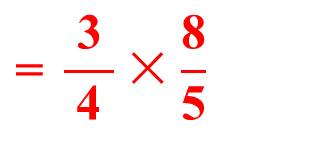 = 3/4 × 8/5